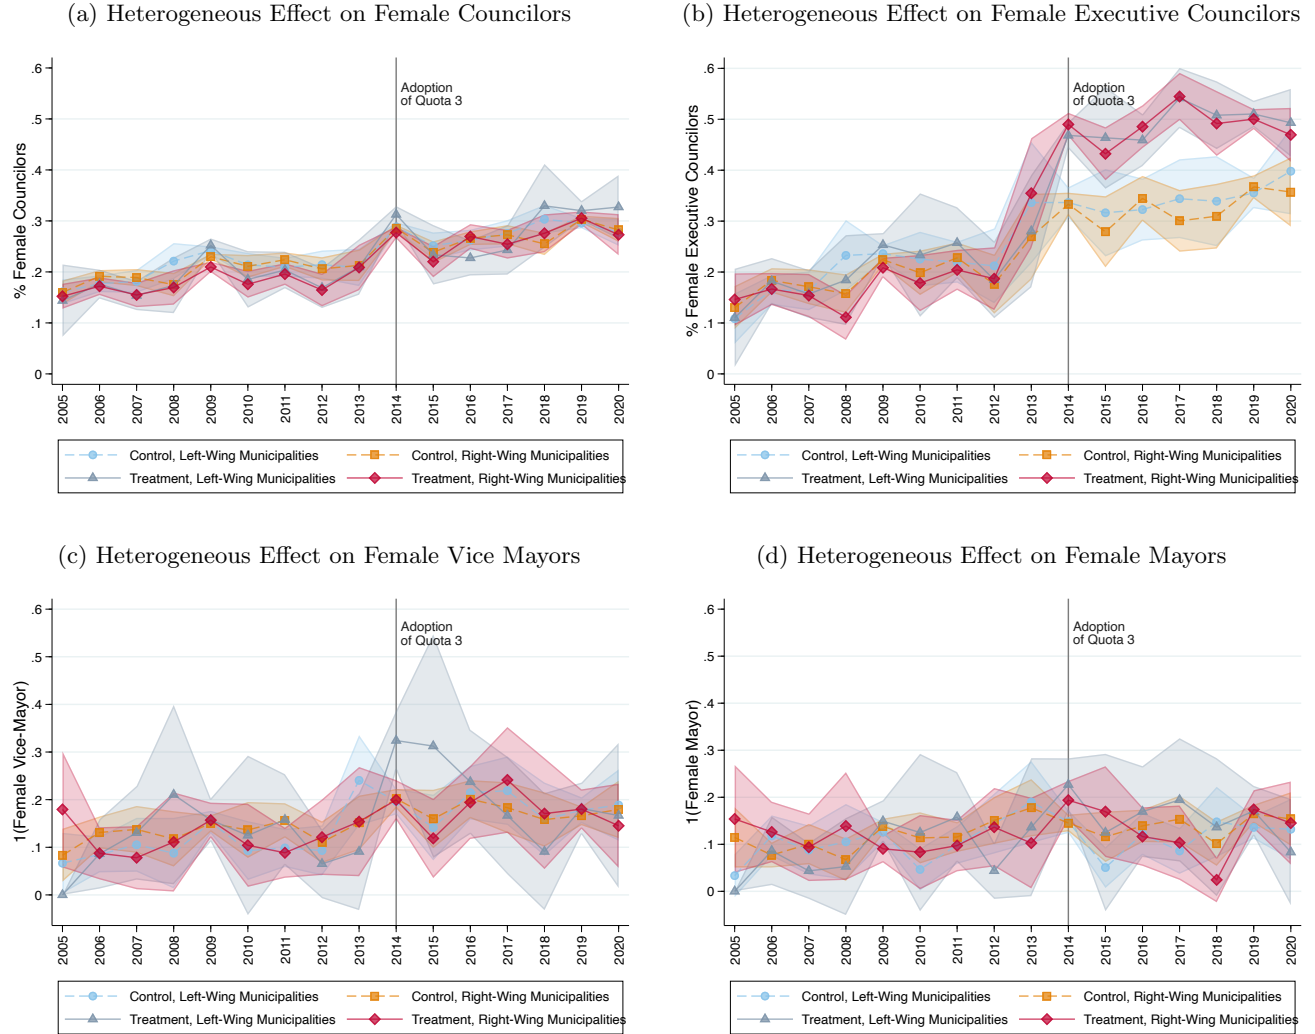 (a) Heterogeneous Effect on Female Councilors
% Female Councilors
.6
.5
.4
.3
.2
.1
0
Adoption
of Quota 3
2005 2006 2007 2008 2009 2010 2011 2012 2013 2014 2015 2016 2017 2018 2019 2020
Control, Left-Wing Municipalities Control, Right-Wing Municipalities
Treatment, Left-Wing Municipalities Treatment, Right-Wing Municipalities
(b) Heterogeneous Effect on Female Executive Councilors
% Female Executive Councilors
.6
.5
.4
.3
.2
.1
0
Adoption
of Quota 3
2005 2006 2007 2008 2009 2010 2011 2012 2013 2014 2015 2016 2017 2018 2019 2020
Control, Left-Wing Municipalities Control, Right-Wing Municipalities
Treatment, Left-Wing Municipalities Treatment, Right-Wing Municipalities
(c) Heterogeneous Effect on Female Vice Mayors
1(Female Vice-Mayor)
.6
.5
.4
.3
.2
.1
0
Adoption
of Quota 3
2005 2006 2007 2008 2009 2010 2011 2012 2013 2014 2015 2016 2017 2018 2019 2020
Control, Left-Wing Municipalities Control, Right-Wing Municipalities
Treatment, Left-Wing Municipalities Treatment, Right-Wing Municipalities
(d) Heterogeneous Effect on Female Mayors
1(Female Mayor)
.6
.5
.4
.3
.2
.1
0
Adoption
of Quota 3
2005 2006 2007 2008 2009 2010 2011 2012 2013 2014 2015 2016 2017 2018 2019 2020
Control, Left-Wing Municipalities Control, Right-Wing Municipalities
Treatment, Left-Wing Municipalities Treatment, Right-Wing Municipalities